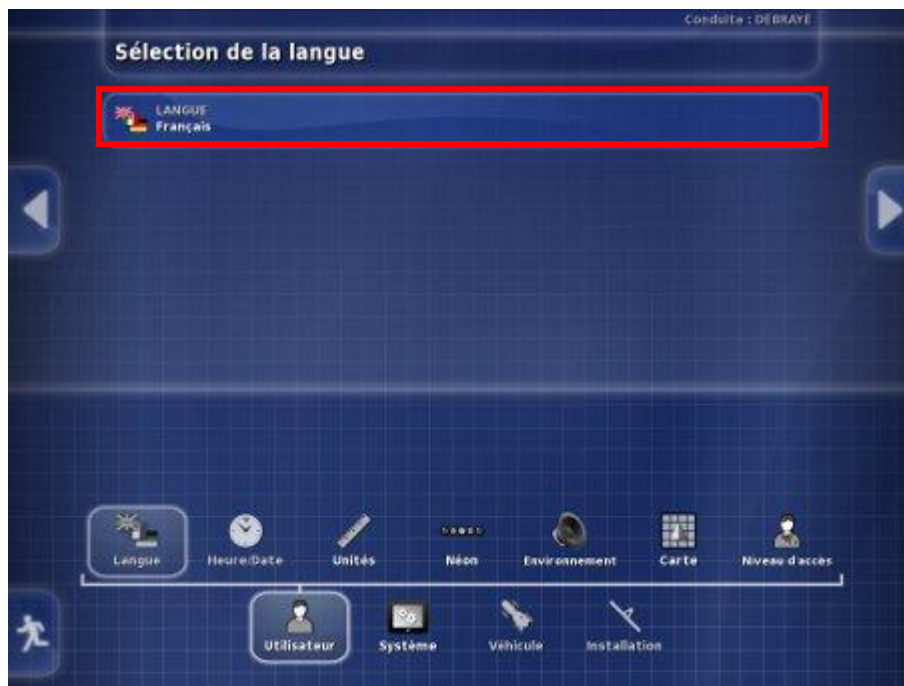 Conduite : DÉBRAYÉ
Sélection de la langue
LANGUE
Français
Langue
Heure/Date
Unités
Néon
Environnement
Carte
Niveau d'accès
Utilisateur
Système
Véhicule
Installation